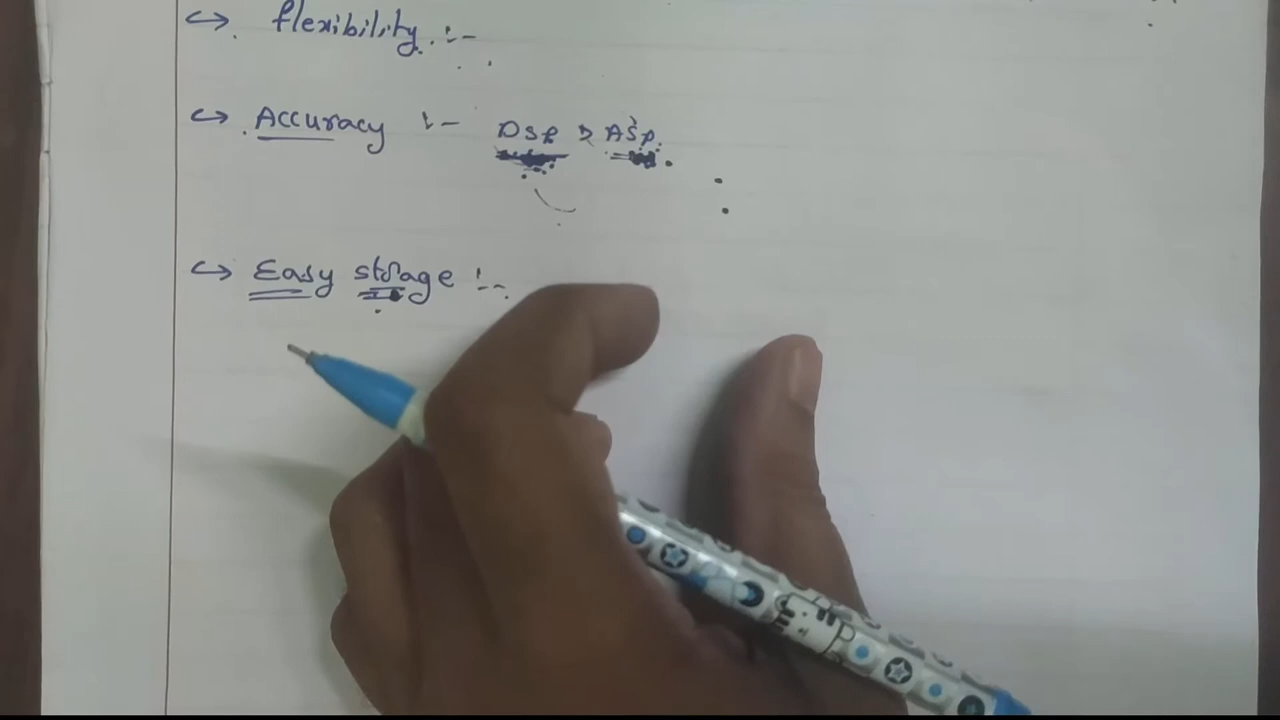 ↪ flexibility :-
↪ Accuracy :- DSP > ASP.
↪ Easy storage :-